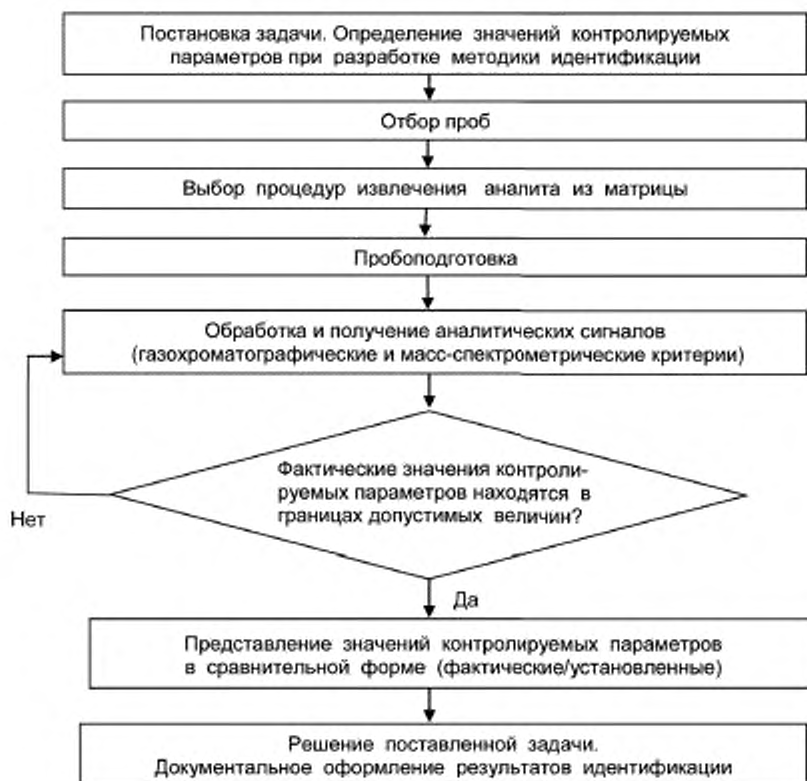 Постановка задачи. Определение значений контролируемых
параметров при разработке методики идентификации
Отбор проб
Выбор процедур извлечения аналита из матрицы
Пробоподготовка
Обработка и получение аналитических сигналов
(газохроматографические и масс-спектрометрические критерии)
Фактические значения контроли-
руемых параметров находятся в
границах допустимых величин?
Нет
Да
Представление значений контролируемых параметров
в сравнительной форме (фактические/установленные)
Решение поставленной задачи.
Документальное оформление результатов идентификации